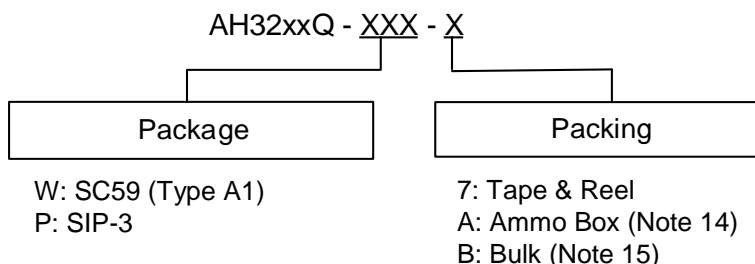 AH32xxQ - XXX - X
Package
Packing
W: SC59 (Type A1)
P: SIP-3
7: Tape & Reel
A: Ammo Box (Note 14)
B: Bulk (Note 15)